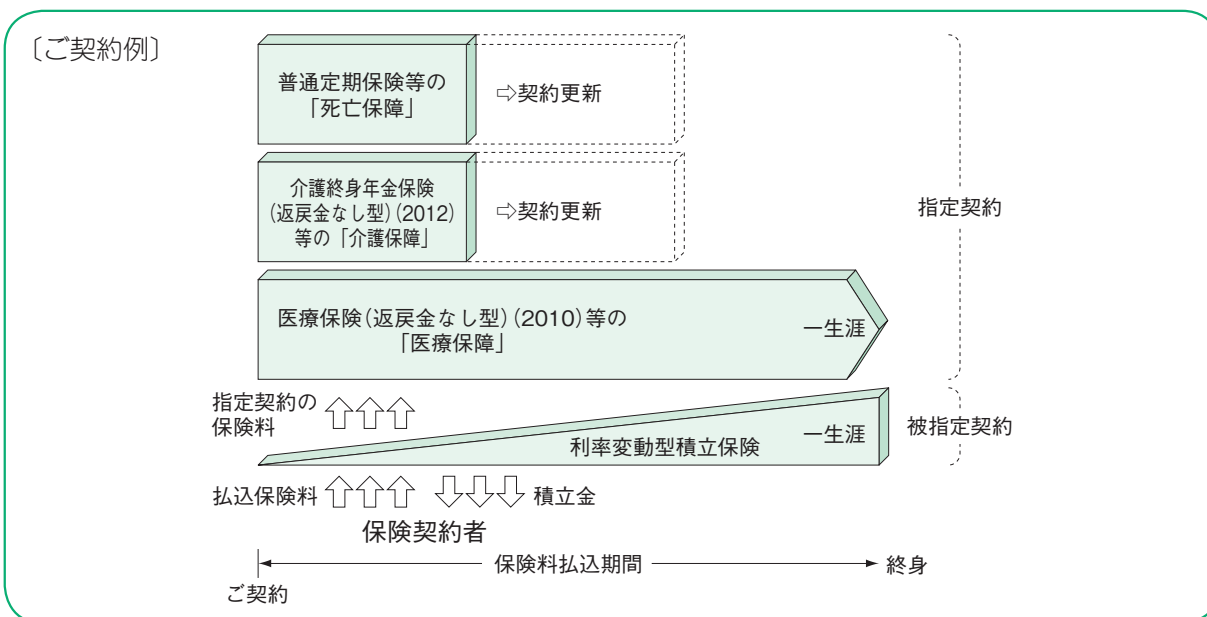 〔ご契約例〕
普通定期保険等の
「死亡保障」
⇨契約更新
介護終身年金保険
(返戻金なし型)(2012)
等の「介護保障」
⇨契約更新
指定契約
医療保険(返戻金なし型)(2010)等の
「医療保障」
一生涯
指定契約の
保険料
利率変動型積立保険
一生涯
被指定契約
払込保険料
積立金
保険契約者
保険料払込期間
終身
ご契約